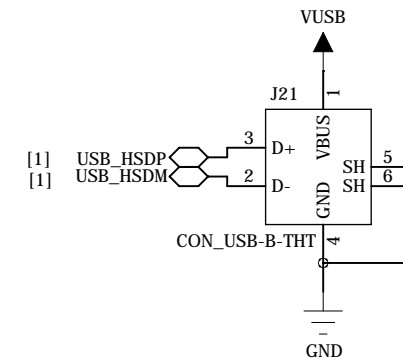 VUSB
J21
1
VBUS
[1] USB_HSDP 3 D+
[1] USB_HSDM 2 D-
SH 5
SH 6
GND
CON_USB-B-THT 4
GND